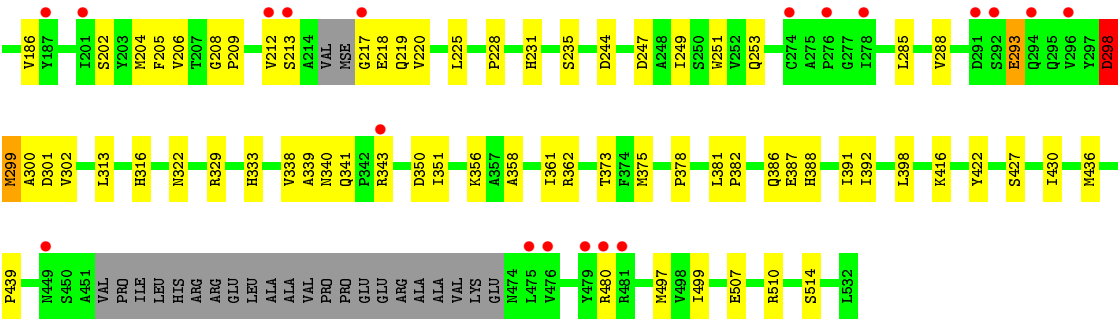 V186 Y187 I201 S202 Y203 M204 F205 V206 T207 G208 P209 V212 S213 A214 VAL MSE G217 E218 Q219 V220 L225 P228 H231 S235 D244 D247 A248 I249 S250 W251 V252 Q253 C274 A275 P276 G277 I278 L285 V288 D291 S292 E293 Q294 Q295 V296 Y297 D298
M299 A300 D301 V302 L313 H316 N322 R329 H333 V338 A339 N340 Q341 P342 R343 D350 I351 K356 A357 A358 I361 R362 T373 F374 M375 P378 L381 P382 Q386 E387 H388 I391 I392 L398 K416 Y422 S427 I430 M436
P439 N449 S450 A451 VAL PRO ILE LEU HIS ARG ARG GLU LEU ALA ALA VAL PRO PRO GLU GLU ARG ALA ALA VAL LYS GLU N474 L475 V476 Y479 R480 R481 M497 V498 I499 E507 R510 S514 L532